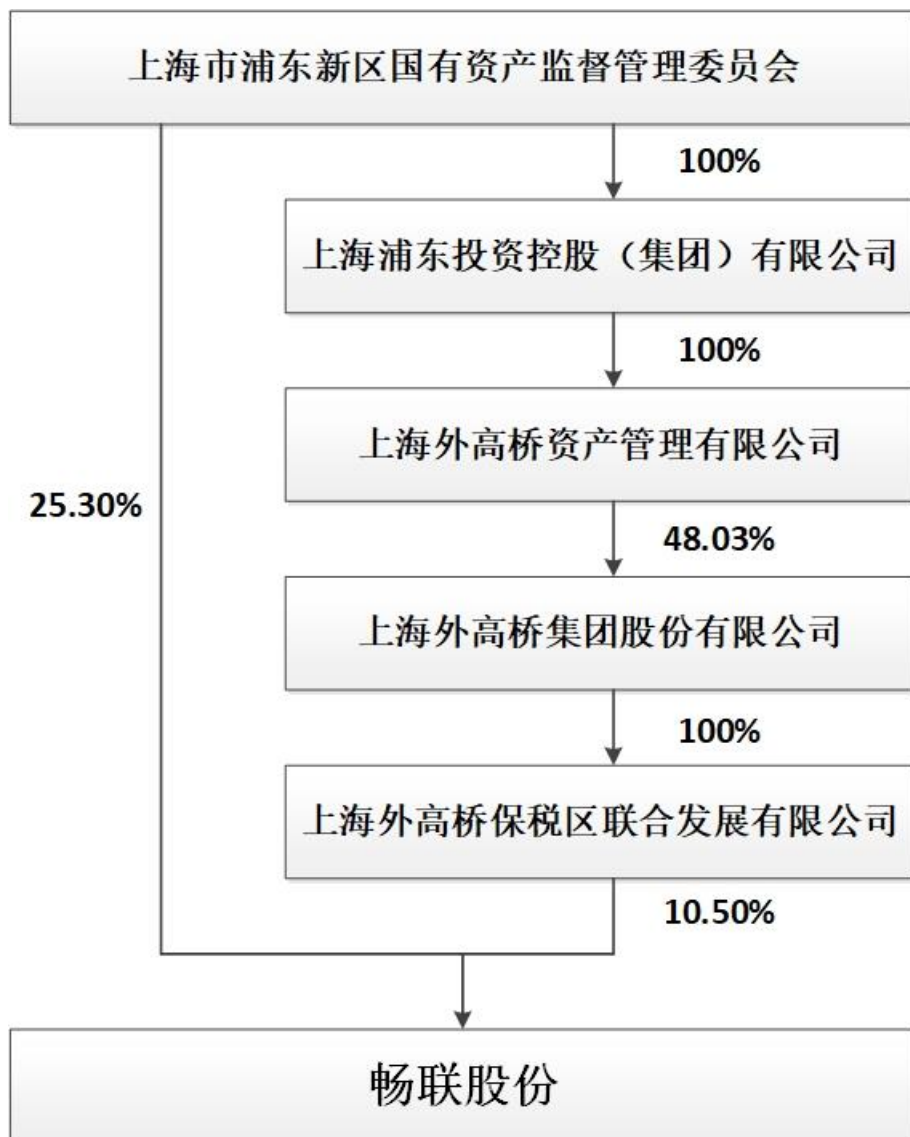 上海市浦东新区国有资产监督管理委员会
100%
上海浦东投资控股（集团）有限公司
100%
上海外高桥资产管理有限公司
25.30%
48.03%
上海外高桥集团股份有限公司
100%
上海外高桥保税区联合发展有限公司
10.50%
畅联股份